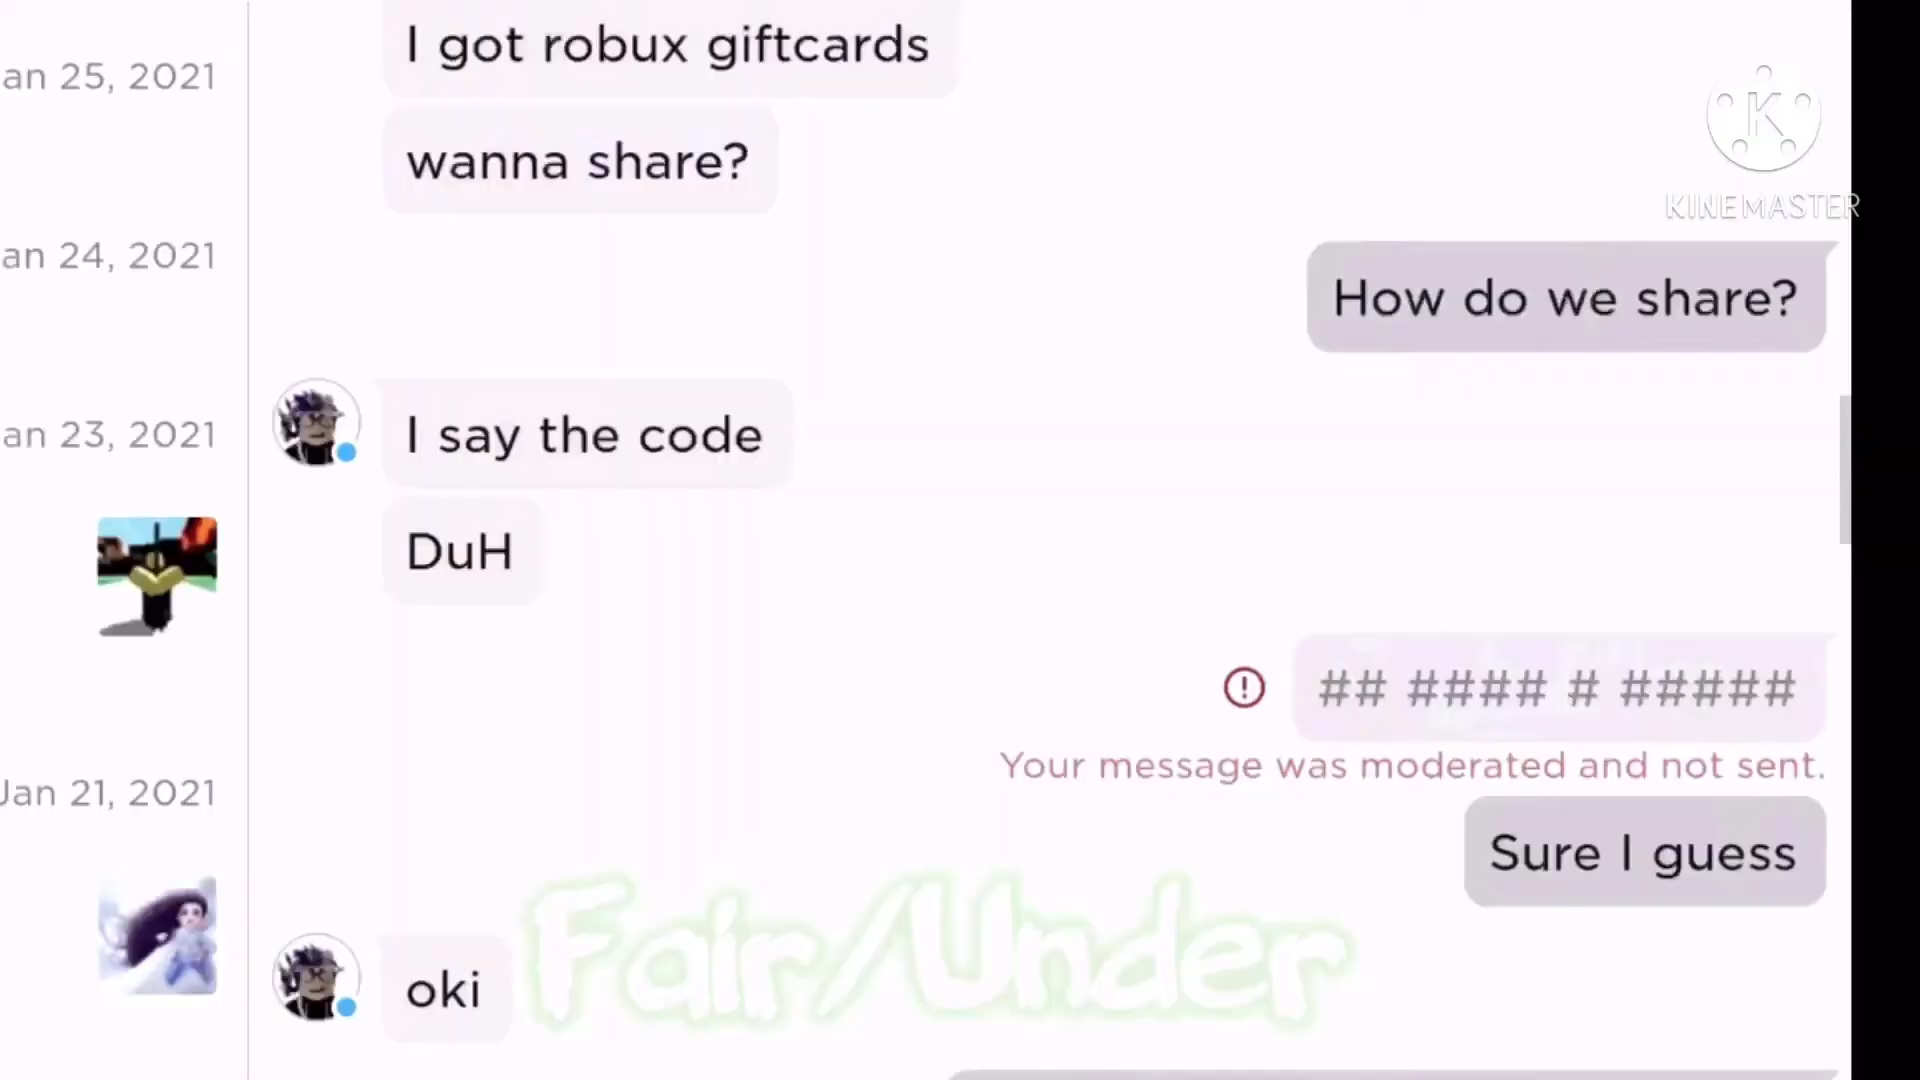 I got robux giftcards
an 25, 2021
wanna share?
KINEMASTER
an 24, 2021
How do we share?
an 23, 2021
I say the code
DuH
## #### # #####
Your message was moderated and not sent.
Jan 21, 2021
Sure I guess
Fair/Under
oki